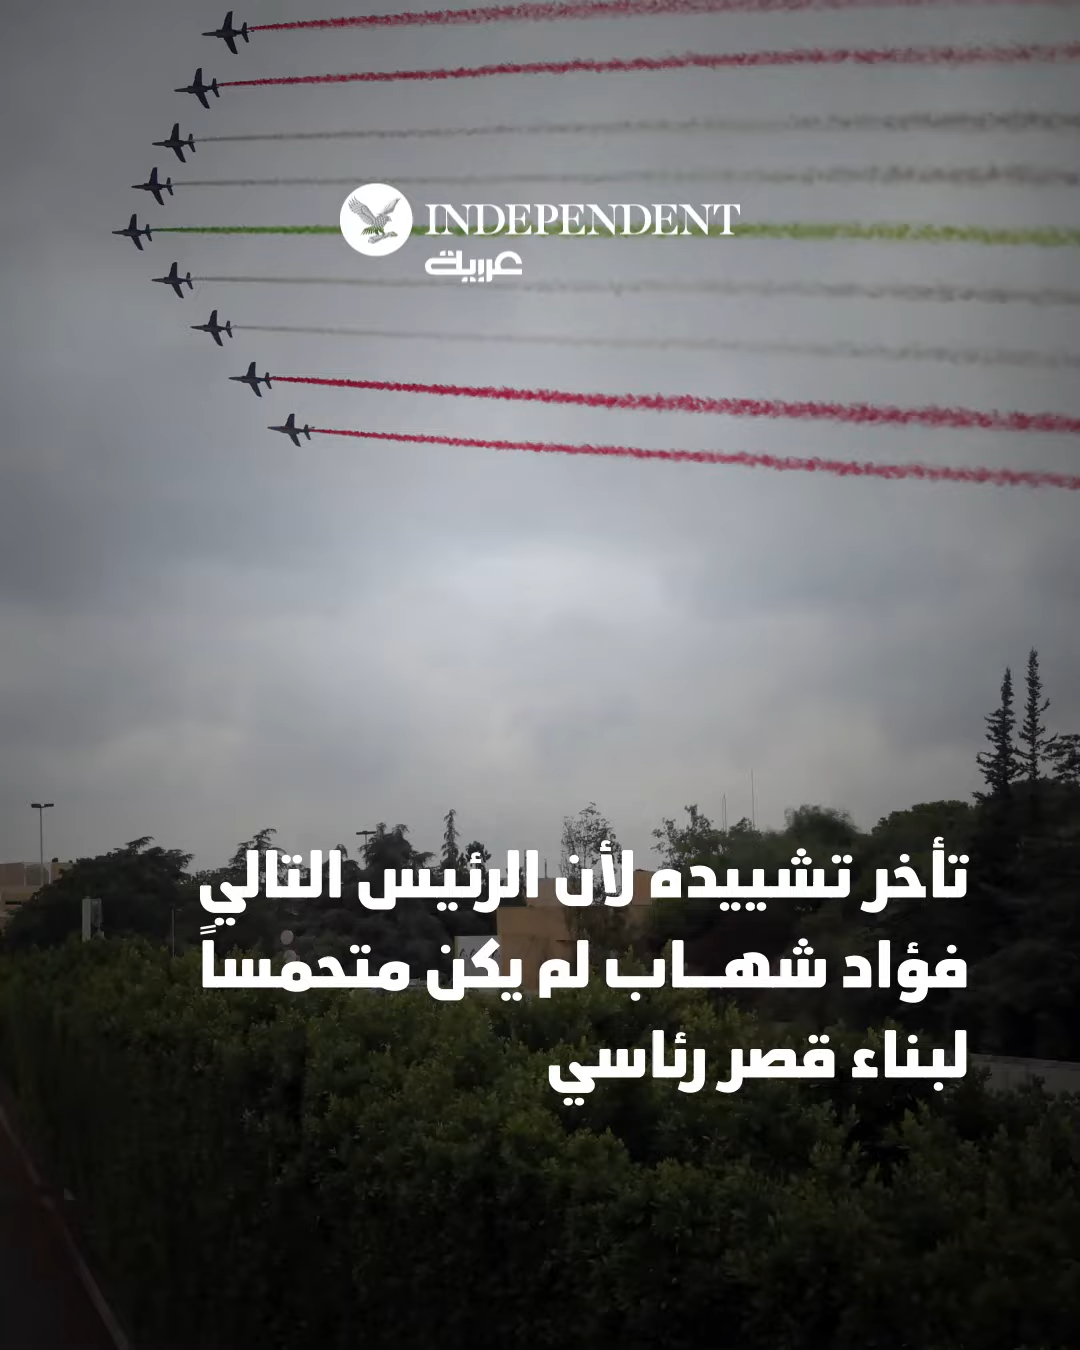 INDEPENDENT
عربية
تأخر تشييده لأن الرئيس التالي
فؤاد شهـاب لم يكن متحمساً
لبناء قصر رئاسي